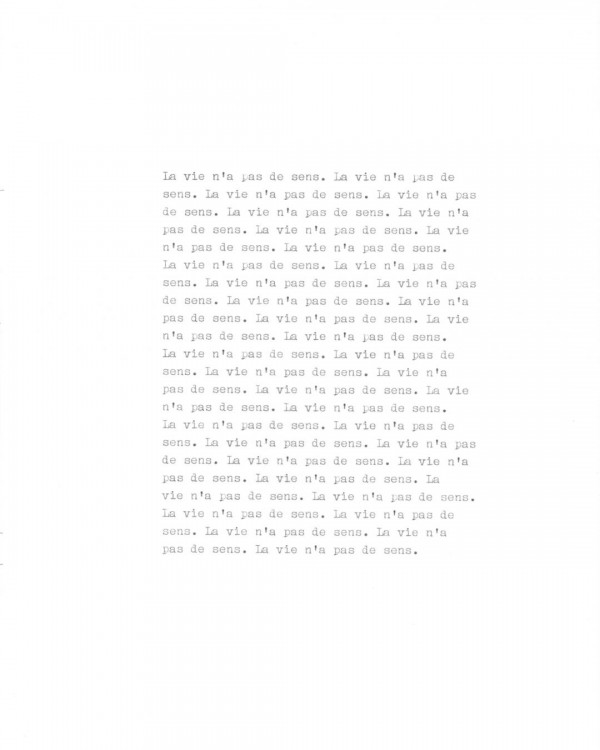 La vie n'a pas de sens. La vie n'a pas de
sens. La vie n'a pas de sens. La vie n'a pas
de sens. La vie n'a pas de sens. La vie n'a
pas de sens. La vie n'a pas de sens. La vie
n'a pas de sens. La vie n'a pas de sens.
La vie n'a pas de sens. La vie n'a pas de
sens. La vie n'a pas de sens. La vie n'a pas
de sens. La vie n'a pas de sens. La vie n'a
pas de sens. La vie n'a pas de sens. La vie
n'a pas de sens. La vie n'a pas de sens.
La vie n'a pas de sens. La vie n'a pas de
sens. La vie n'a pas de sens. La vie n'a
pas de sens. La vie n'a pas de sens. La vie
n'a pas de sens. La vie n'a pas de sens.
La vie n'a pas de sens. La vie n'a pas de
sens. La vie n'a pas de sens. La vie n'a pas
de sens. La vie n'a pas de sens. La vie n'a
pas de sens. La vie n'a pas de sens. La
vie n'a pas de sens. La vie n'a pas de sens.
La vie n'a pas de sens. La vie n'a pas de
sens. La vie n'a pas de sens. La vie n'a
pas de sens. La vie n'a pas de sens.